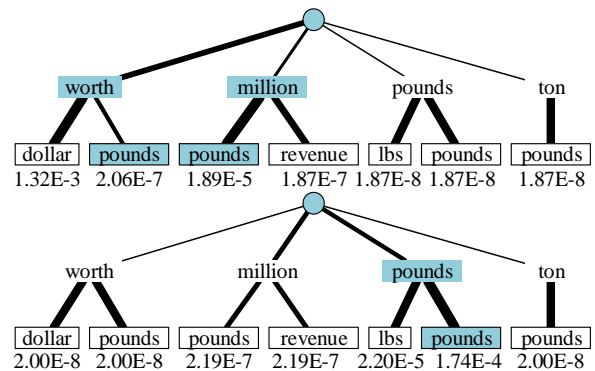 worth million pounds ton
dollar pounds pounds revenue lbs pounds pounds
1.32E-3 2.06E-7 1.89E-5 1.87E-7 1.87E-8 1.87E-8 1.87E-8
worth million pounds ton
dollar pounds pounds revenue lbs pounds pounds
2.00E-8 2.00E-8 2.19E-7 2.19E-7 2.20E-5 1.74E-4 2.00E-8